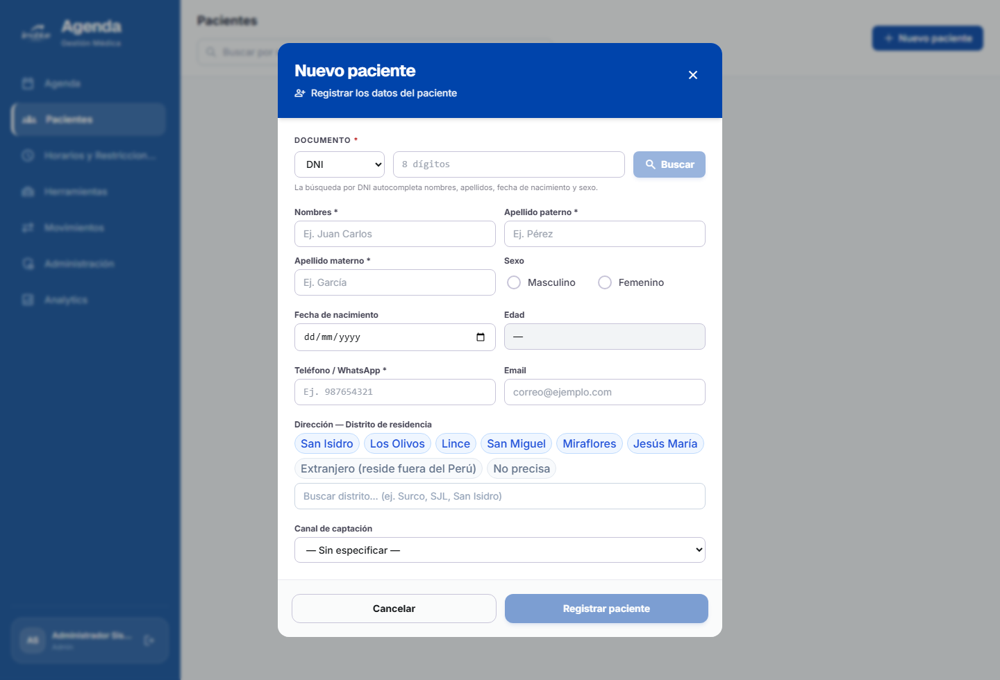 Agenda
Gestión Médica
Agenda
Pacientes
Horarios y Restriccion...
Herramientas
Movimientos
Administración
Analytics
AS
Administrador Sis...
Admin
Pacientes
Buscar por
Nuevo paciente
Nuevo paciente
Registrar los datos del paciente
DOCUMENTO *
DNI
8 dígitos
Buscar
La búsqueda por DNI autocompleta nombres, apellidos, fecha de nacimiento y sexo.
Nombres *
Apellido paterno *
Ej. Juan Carlos
Ej. Pérez
Apellido materno *
Sexo
Ej. García
Masculino
Femenino
Fecha de nacimiento
Edad
dd/mm/yyyy
—
Teléfono / WhatsApp *
Email
Ej. 987654321
correo@ejemplo.com
Dirección — Distrito de residencia
San Isidro
Los Olivos
Lince
San Miguel
Miraflores
Jesús María
Extranjero (reside fuera del Perú)
No precisa
Buscar distrito... (ej. Surco, SJL, San Isidro)
Canal de captación
— Sin especificar —
Cancelar
Registrar paciente